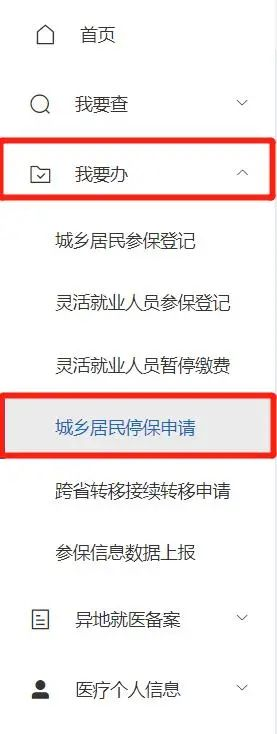 首页
我要查
我要办
城乡居民参保登记
灵活就业人员参保登记
灵活就业人员暂停缴费
城乡居民停保申请
跨省转移接续转移申请
参保信息数据上报
异地就医备案
医疗个人信息